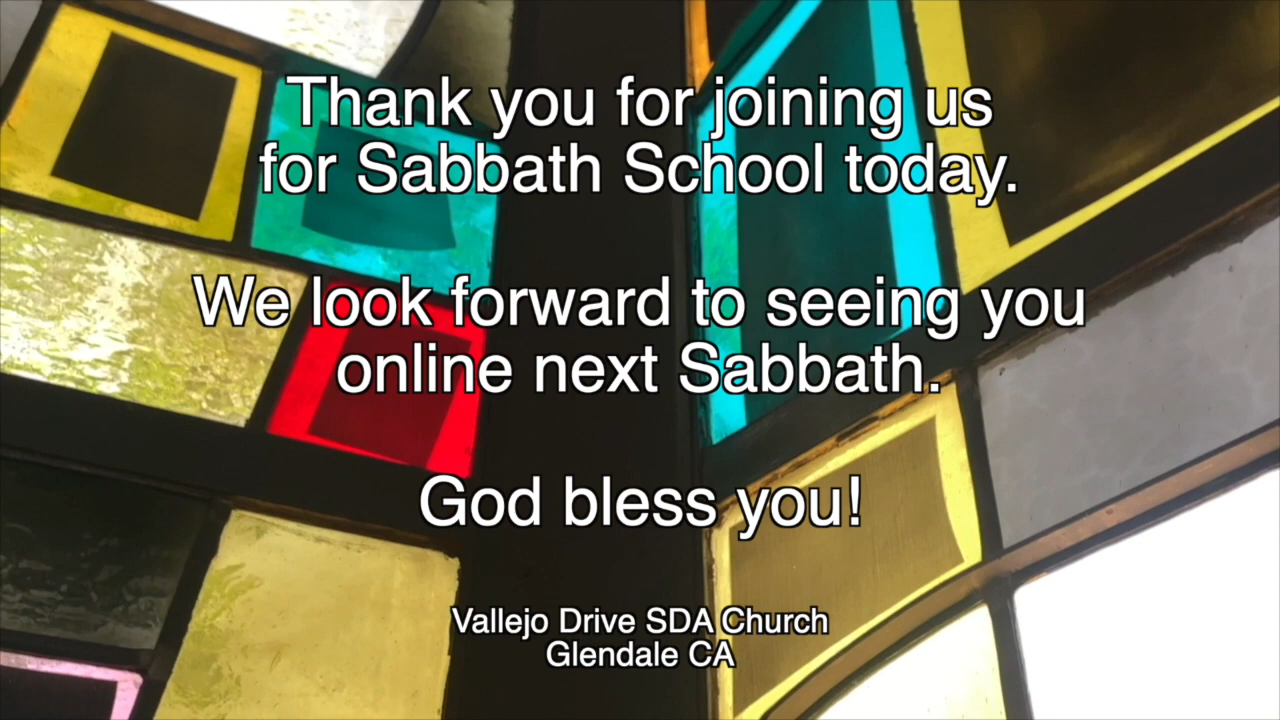 Thank you for joining us
for Sabbath School today.
We look forward to seeing you
online next Sabbath.
God bless you!
Vallejo Drive SDA Church
Glendale CA